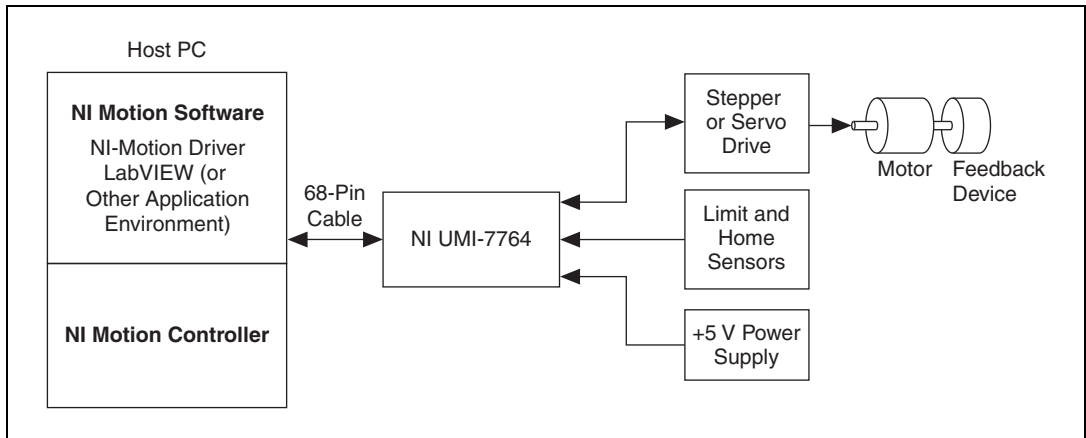 Host PC
NI Motion Software
NI-Motion Driver
LabVIEW (or
Other Application
Environment)
NI Motion Controller
68-Pin
Cable
NI UMI-7764
Stepper
or Servo
Drive
Motor
Feedback
Device
Limit and
Home
Sensors
+5 V Power
Supply